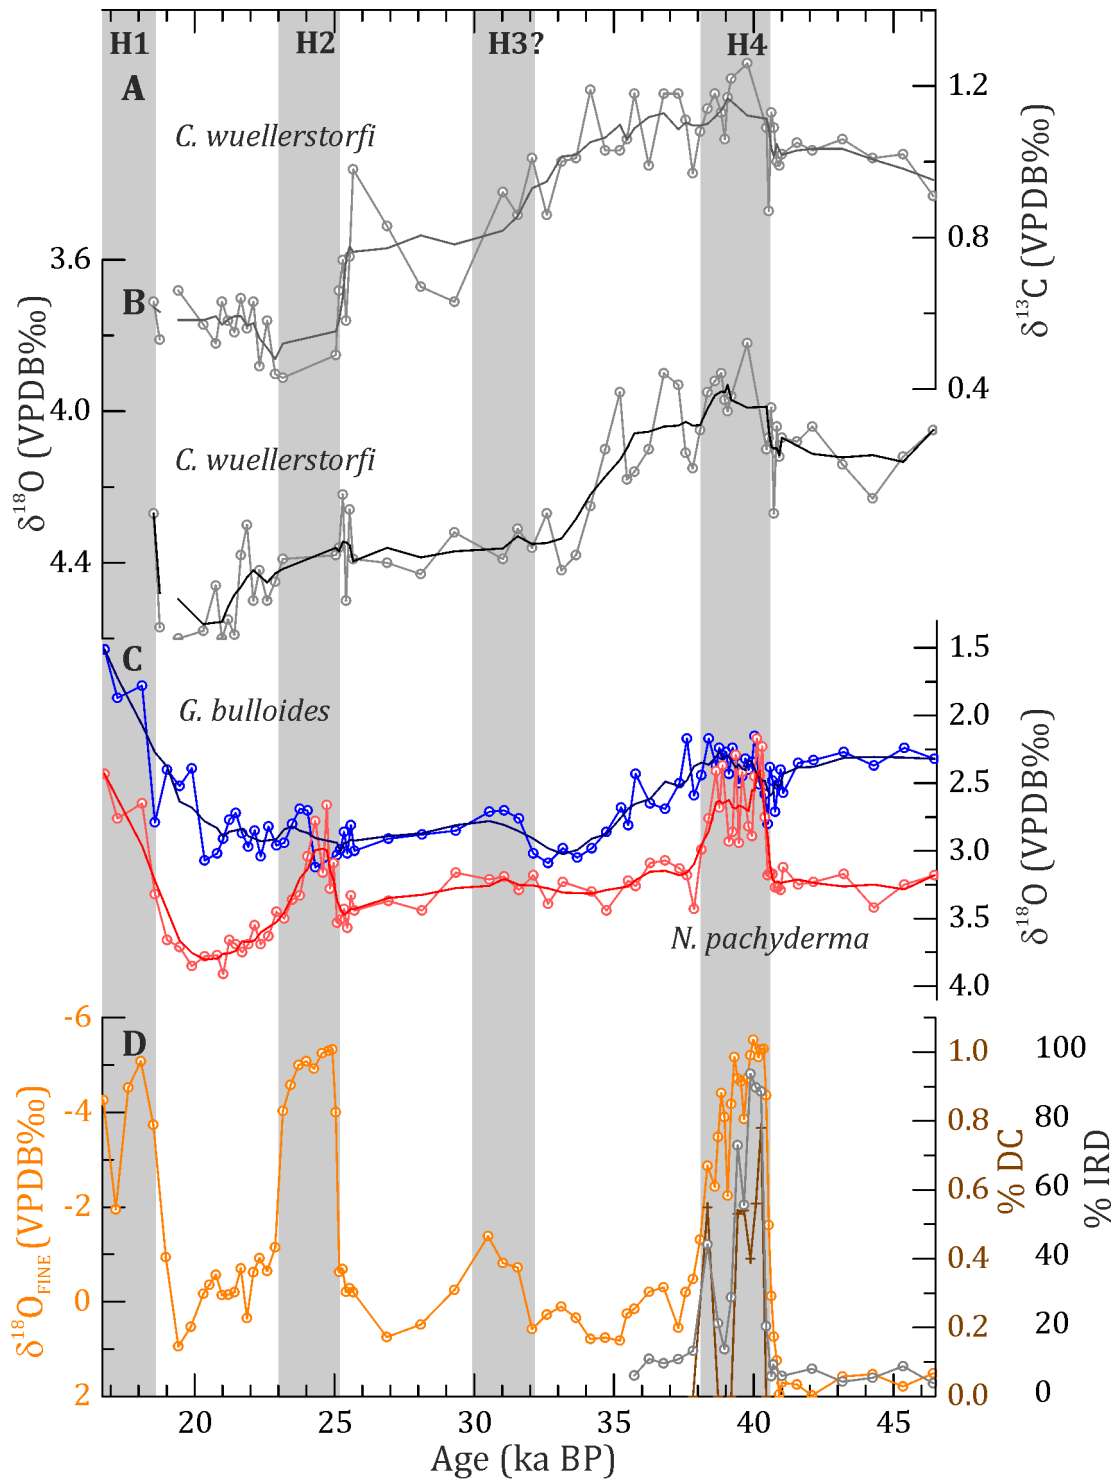 H1
H2
H3?
H4
A
C. wuellerstorfi
1.2
0.8
0.4
δ¹³C (VPDB‰)
B
C. wuellerstorfi
3.6
4.0
4.4
δ¹⁸O (VPDB‰)
C
G. bulloides
N. pachyderma
1.5
2.0
2.5
3.0
3.5
4.0
δ¹⁸O (VPDB‰)
D
-6
-4
-2
0
2
δ¹⁸O FINE (VPDB‰)
1.0
0.8
0.6
0.4
0.2
0.0
% DC
100
80
60
40
20
0
% IRD
20 25 30 35 40 45
Age (ka BP)